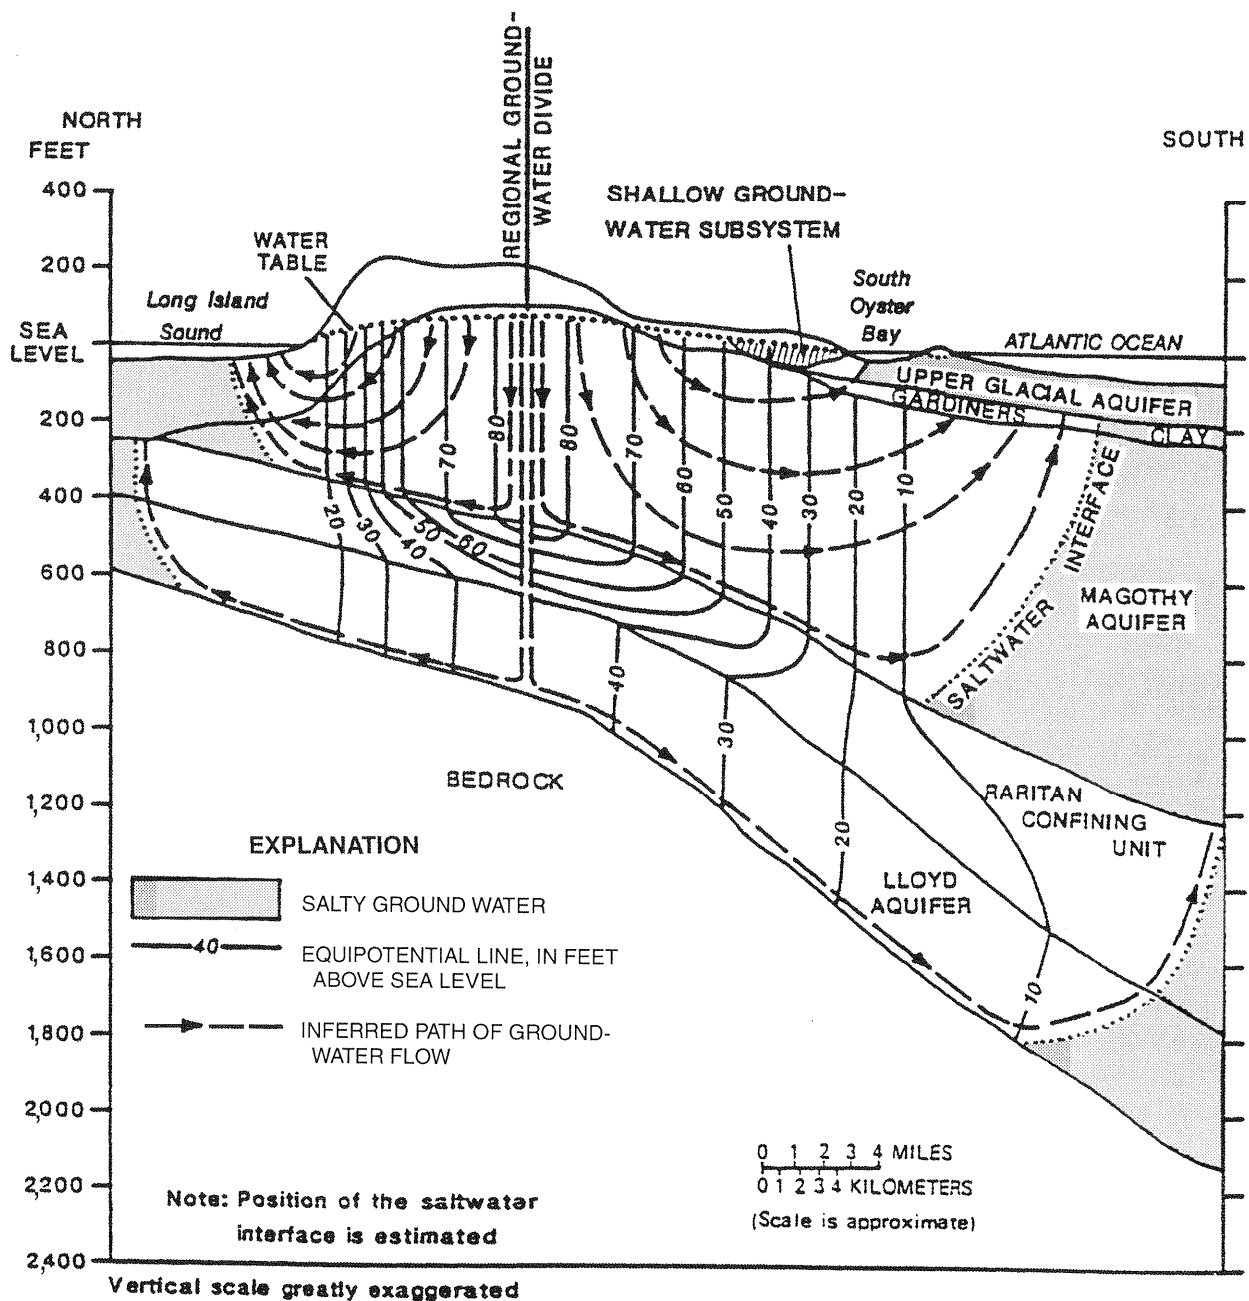 REGIONAL GROUND-
WATER DIVIDE
NORTH
FEET
SOUTH
400
200
SEA
LEVEL
200
400
600
800
1,000
1,200
1,400
1,600
1,800
2,000
2,200
2,400
SHALLOW GROUND-
WATER SUBSYSTEM
WATER
TABLE
Long Island
Sound
South
Oyster
Bay
ATLANTIC OCEAN
UPPER GLACIAL AQUIFER
GARDINERS
CLAY
70
80
80
70
60
50
40
30
20
10
20
30
40
50
60
SALTWATER INTERFACE
MAGOTHY
AQUIFER
40
30
20
10
BEDROCK
RARITAN
CONFINING
UNIT
LLOYD
AQUIFER
EXPLANATION
SALTY GROUND WATER
40
EQUIPOTENTIAL LINE, IN FEET
ABOVE SEA LEVEL
INFERRED PATH OF GROUND-
WATER FLOW
0 1 2 3 4 MILES
0 1 2 3 4 KILOMETERS
(Scale is approximate)
Note: Position of the saltwater
interface is estimated
Vertical scale greatly exaggerated